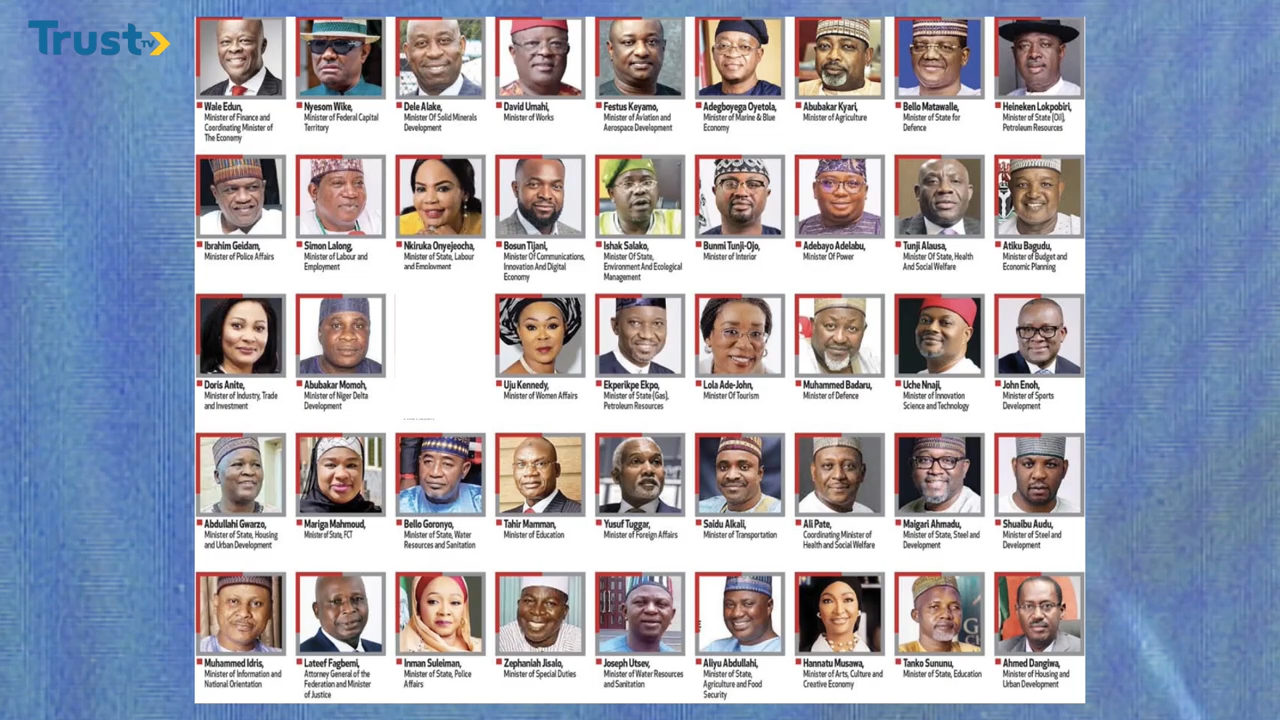 Trust TV
Wale Edun,
Minister of Finance and
Coordinating Minister of
The Economy
Nyesom Wike,
Minister of Federal Capital
Territory
Dele Alake,
Minister Of Solid Minerals
Development
David Umahi,
Minister of Works
Festus Keyamo,
Minister of Aviation and
Aerospace Development
Adegboyega Oyetola,
Minister of Marine & Blue
Economy
Abubakar Kyari,
Minister of Agriculture
Bello Matawalle,
Minister of State for
Defence
Heineken Lokpobiri,
Minister of State (Oil),
Petroleum Resources
Ibrahim Geidam,
Minister of Police Affairs
Simon Lalong,
Minister of Labour and
Employment
Nkiruka Onyejeocha,
Minister of State, Labour
and Employment
Bosun Tijani,
Minister Of Communications,
Innovation And Digital
Economy
Ishak Salako,
Minister Of State,
Environment And Ecological
Management
Bunmi Tunji-Ojo,
Minister of Interior
Adebayo Adelabu,
Minister Of Power
Tunji Alausa,
Minister Of State, Health
And Social Welfare
Atiku Bagudu,
Minister of Budget and
Economic Planning
Doris Anite,
Minister of Industry, Trade
and Investment
Abubakar Momoh,
Minister of Niger Delta
Development
Uju Kennedy,
Minister of Women Affairs
Ekperikpe Ekpo,
Minister of State (Gas),
Petroleum Resources
Lola Ade-John,
Minister Of Tourism
Muhammed Badaru,
Minister of Defence
Uche Nnaji,
Minister of Innovation
Science and Technology
John Enoh,
Minister of Sports
Development
Abdullahi Gwarzo,
Minister of State, Housing
and Urban Development
Mariga Mahmoud,
Minister of State, FCT
Bello Goronyo,
Minister of State, Water
Resources and Sanitation
Tahir Mamman,
Minister of Education
Yusuf Tuggar,
Minister of Foreign Affairs
Saidu Alkali,
Minister of Transportation
Ali Pate,
Coordinating Minister of
Health and Social Welfare
Maigari Ahmadu,
Minister of State, Steel and
Development
Shuaibu Audu,
Minister of Steel and
Development
Muhammed Idris,
Minister of Information and
National Orientation
Lateef Fagbemi,
Attorney General of the
Federation and Minister
of Justice
Inman Suleiman,
Minister of State, Police
Affairs
Zephaniah Jisalo,
Minister of Special Duties
Joseph Utsev,
Minister of Water Resources
and Sanitation
Aliyu Abdullahi,
Minister of State,
Agriculture and Food
Security
Hannatu Musawa,
Minister of Arts, Culture and
Creative Economy
Tanko Sununu,
Minister of State, Education
Ahmed Dangiwa,
Minister of Housing and
Urban Development